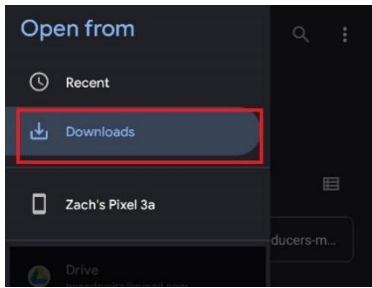 Open from
Recent
Downloads
Zach's Pixel 3a
ducers-m...
Drive